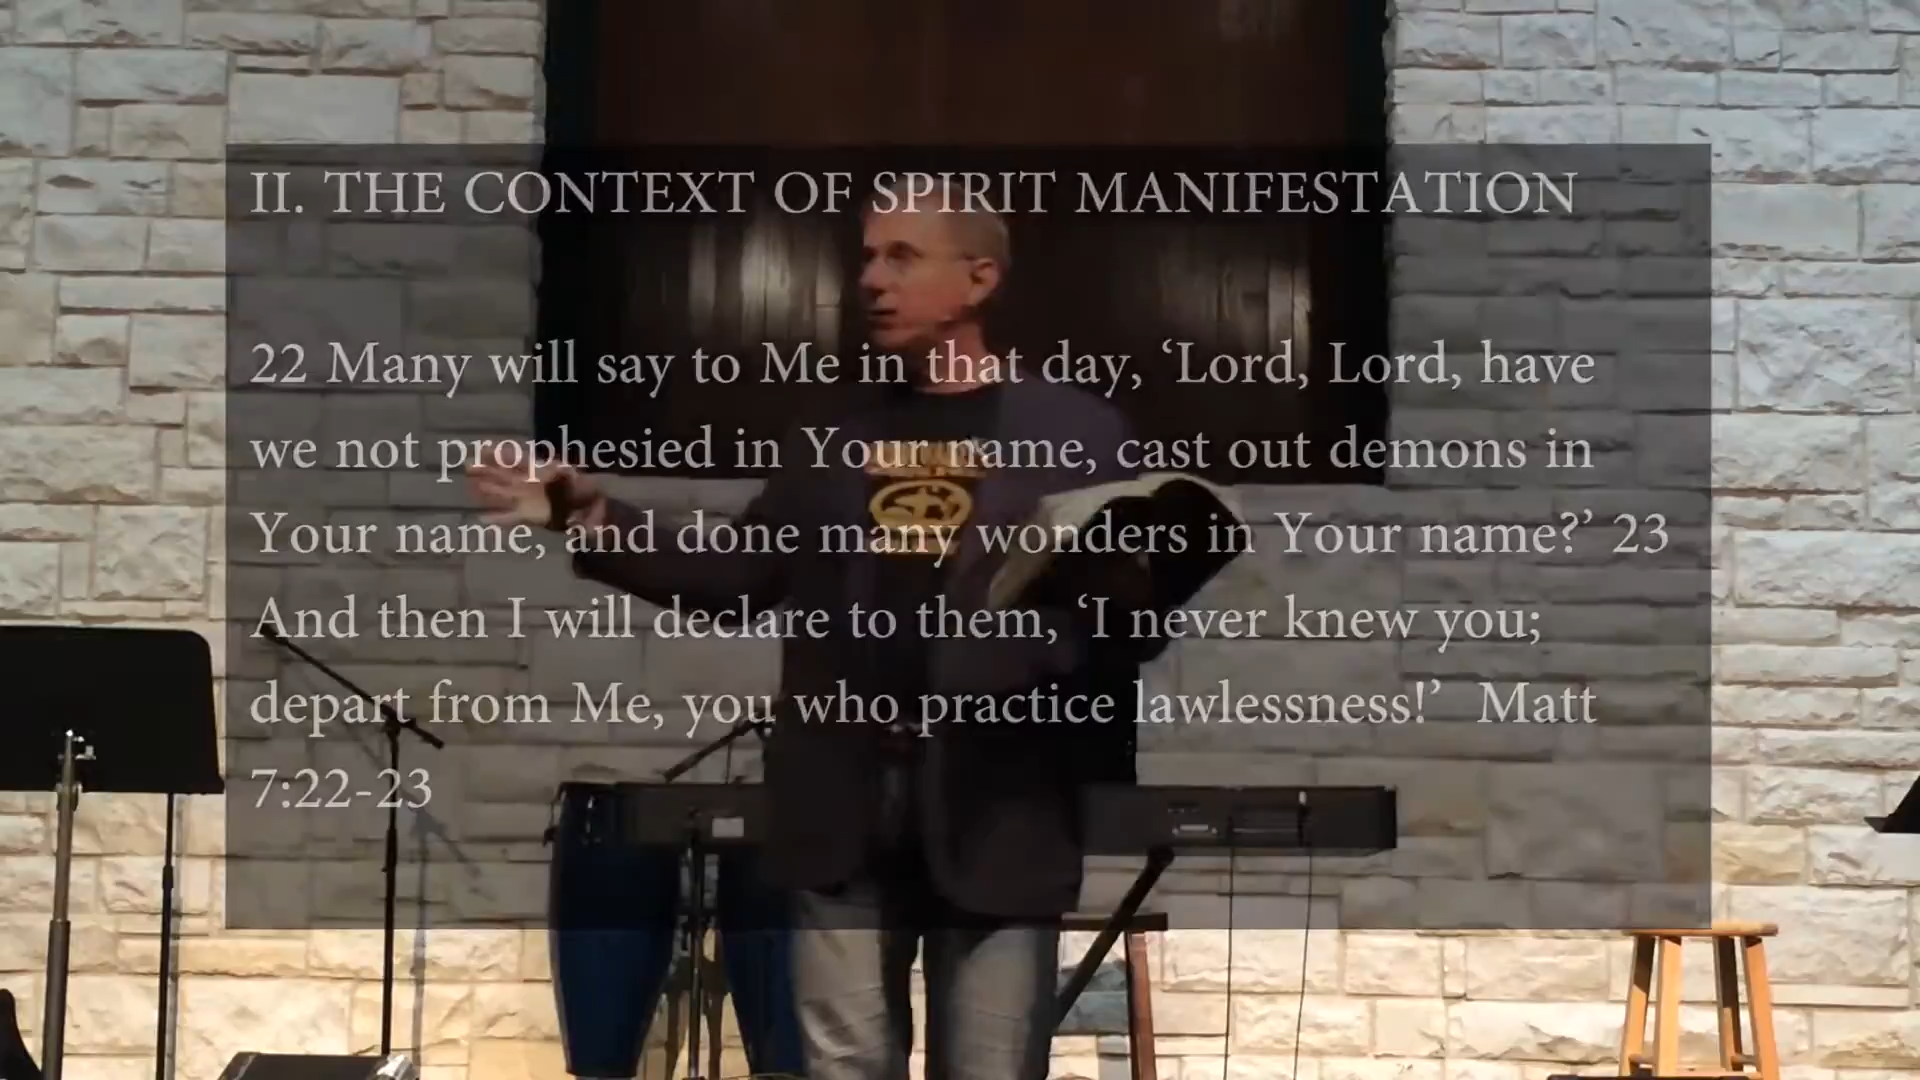 II. THE CONTEXT OF SPIRIT MANIFESTATION
22 Many will say to Me in that day, ‘Lord, Lord, have
we not prophesied in Your name, cast out demons in
Your name, and done many wonders in Your name?’ 23
And then I will declare to them, ‘I never knew you;
depart from Me, you who practice lawlessness!’ Matt
7:22-23